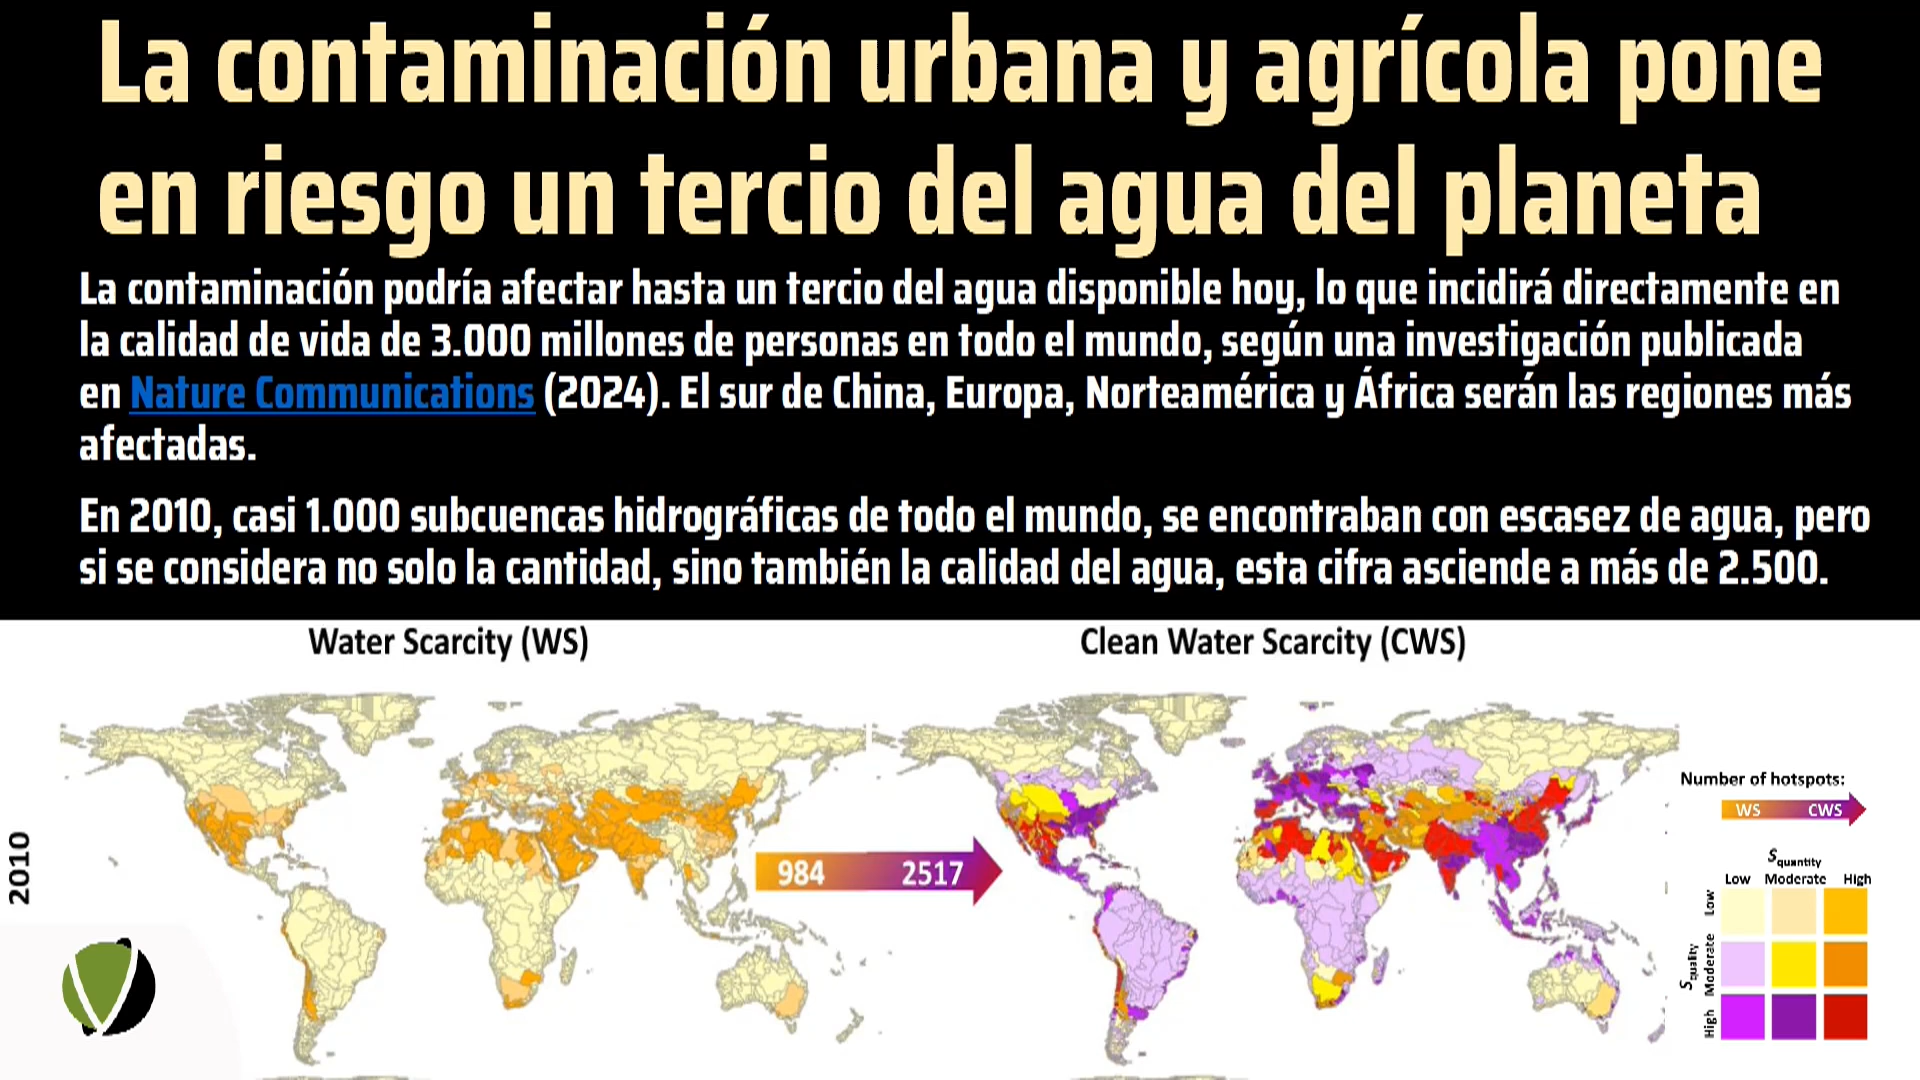 La contaminación urbana y agrícola pone
en riesgo un tercio del agua del planeta
La contaminación podría afectar hasta un tercio del agua disponible hoy, lo que incidirá directamente en
la calidad de vida de 3.000 millones de personas en todo el mundo, según una investigación publicada
en Nature Communications (2024). El sur de China, Europa, Norteamérica y África serán las regiones más
afectadas.
En 2010, casi 1.000 subcuencas hidrográficas de todo el mundo, se encontraban con escasez de agua, pero
si se considera no solo la cantidad, sino también la calidad del agua, esta cifra asciende a más de 2.500.
Water Scarcity (WS)
Clean Water Scarcity (CWS)
2010
984 2517
Number of hotspots:
WS CWS
Squantity
Low Moderate High
Squality
Low
Moderate
High